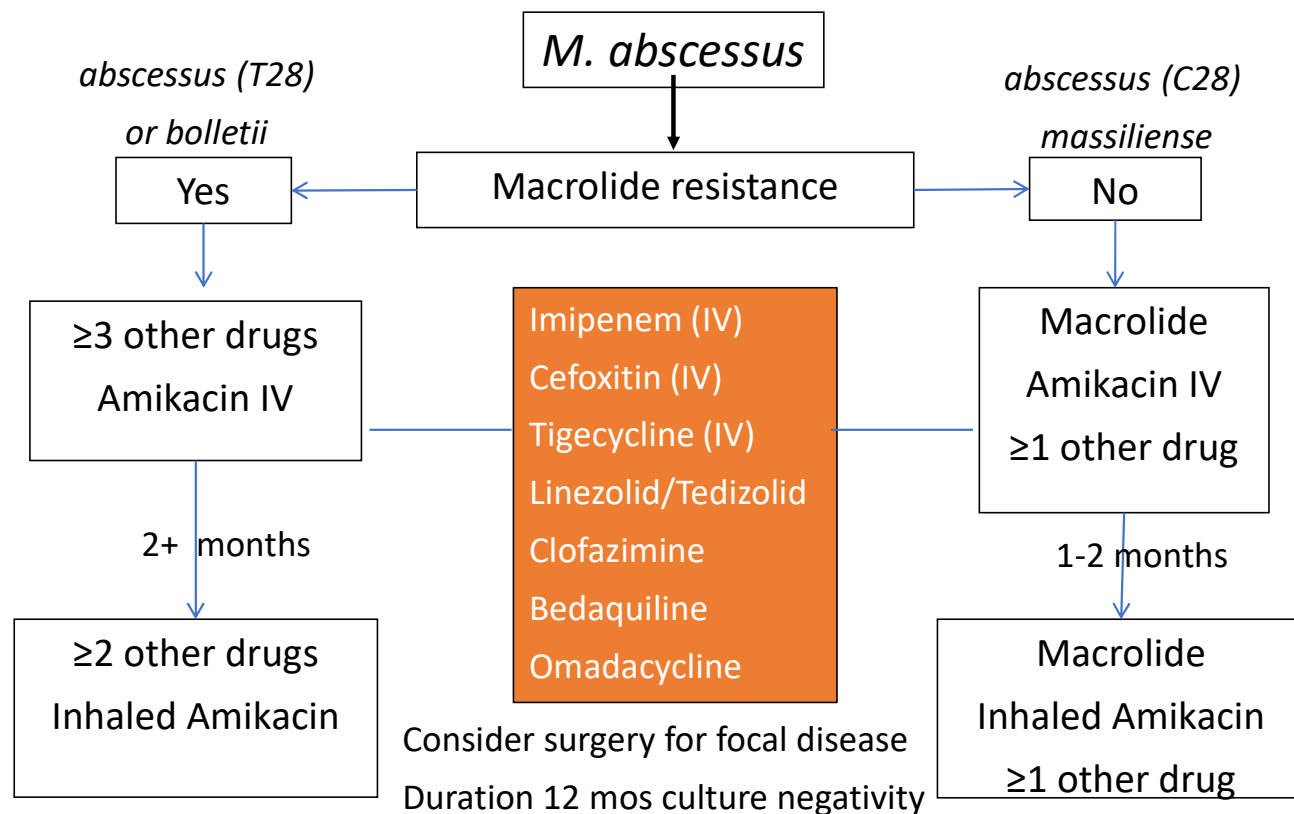 M. abscessus
abscessus (T28)
or bolletii
abscessus (C28)
massiliense
Yes
Macrolide resistance
No
≥3 other drugs
Amikacin IV
Imipenem (IV)
Cefoxitin (IV)
Tigecycline (IV)
Linezolid/Tedizolid
Clofazimine
Bedaquiline
Omadacycline
Macrolide
Amikacin IV
≥1 other drug
2+ months
1-2 months
≥2 other drugs
Inhaled Amikacin
Macrolide
Inhaled Amikacin
≥1 other drug
Consider surgery for focal disease
Duration 12 mos culture negativity